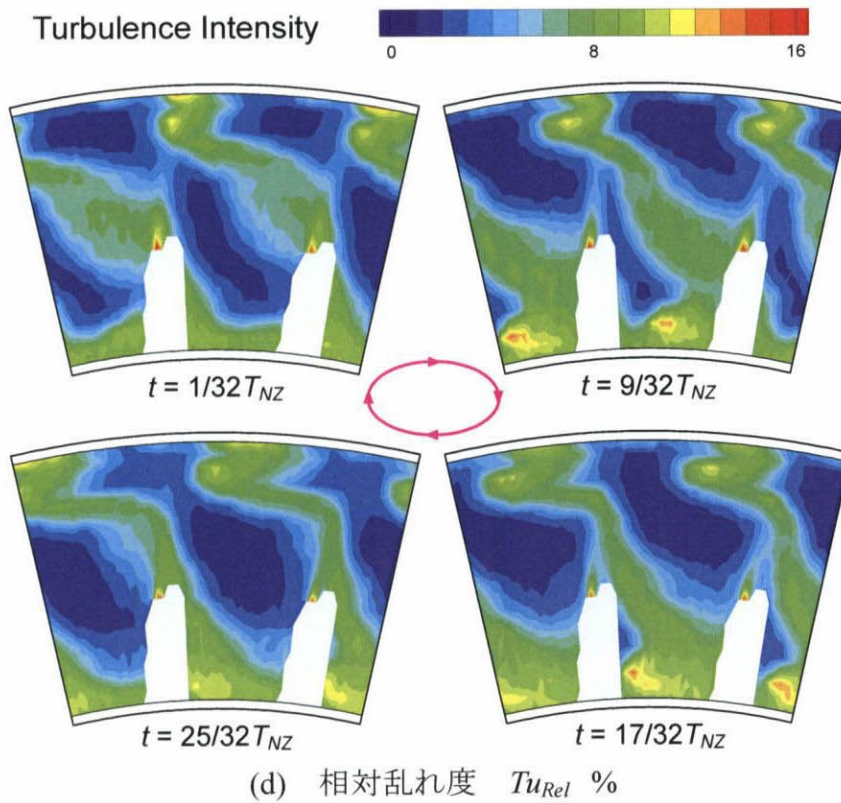 Turbulence Intensity
0 8 16
t = 1/32T_NZ t = 9/32T_NZ
t = 25/32T_NZ t = 17/32T_NZ
(d) 相対乱れ度 Tu_Rel %